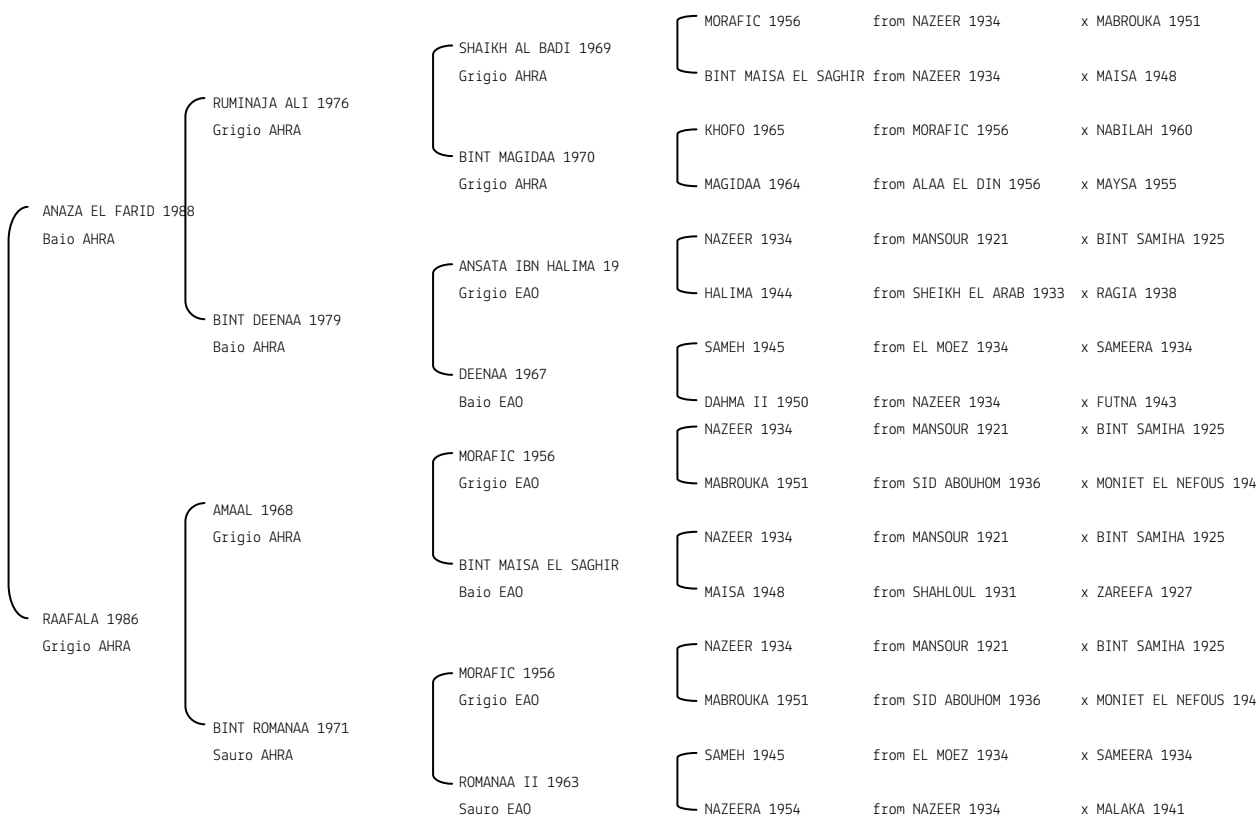 MORAFIC 1956 from NAZEER 1934 x MABROUKA 1951
SHAIKH AL BADI 1969
Grigio AHRA
BINT MAISA EL SAGHIR from NAZEER 1934 x MAISA 1948
RUMINAJA ALI 1976
Grigio AHRA
KHOFO 1965 from MORAFIC 1956 x NABILAH 1960
BINT MAGIDAA 1970
Grigio AHRA
MAGIDAA 1964 from ALAA EL DIN 1956 x MAYSA 1955
ANAZA EL FARID 1988
Baio AHRA
NAZEER 1934 from MANSOUR 1921 x BINT SAMIHA 1925
ANSATA IBN HALIMA 19
Grigio EAO
HALIMA 1944 from SHEIKH EL ARAB 1933 x RAGIA 1938
BINT DEENAA 1979
Baio AHRA
SAMEH 1945 from EL MOEZ 1934 x SAMEERA 1934
DEENAA 1967
Baio EAO
DAHMA II 1950 from NAZEER 1934 x FUTNA 1943
NAZEER 1934 from MANSOUR 1921 x BINT SAMIHA 1925
MORAFIC 1956
Grigio EAO
MABROUKA 1951 from SID ABOUHOM 1936 x MONIET EL NEFOUS 194
AMAAL 1968
Grigio AHRA
NAZEER 1934 from MANSOUR 1921 x BINT SAMIHA 1925
BINT MAISA EL SAGHIR
Baio EAO
MAISA 1948 from SHAHLOUL 1931 x ZAREEFA 1927
RAAFALA 1986
Grigio AHRA
NAZEER 1934 from MANSOUR 1921 x BINT SAMIHA 1925
MORAFIC 1956
Grigio EAO
MABROUKA 1951 from SID ABOUHOM 1936 x MONIET EL NEFOUS 194
BINT ROMANAA 1971
Sauro AHRA
SAMEH 1945 from EL MOEZ 1934 x SAMEERA 1934
ROMANAA II 1963
Sauro EAO
NAZEERA 1954 from NAZEER 1934 x MALAKA 1941